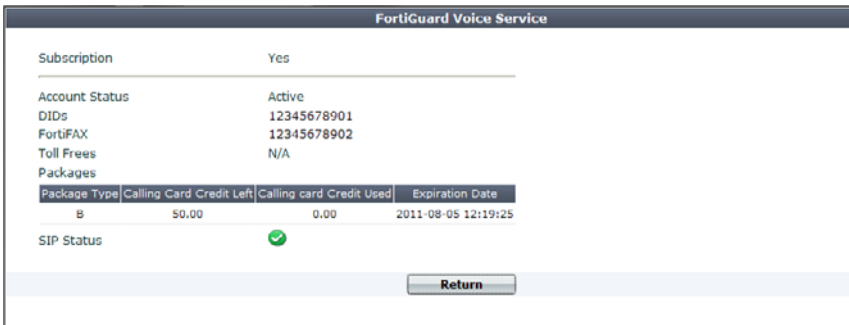 FortiGuard Voice Service
Subscription Yes
Account Status Active
DIDs 12345678901
FortiFAX 12345678902
Toll Frees N/A
Packages
Package Type Calling Card Credit Left Calling card Credit Used Expiration Date
B 50.00 0.00 2011-08-05 12:19:25
SIP Status
Return